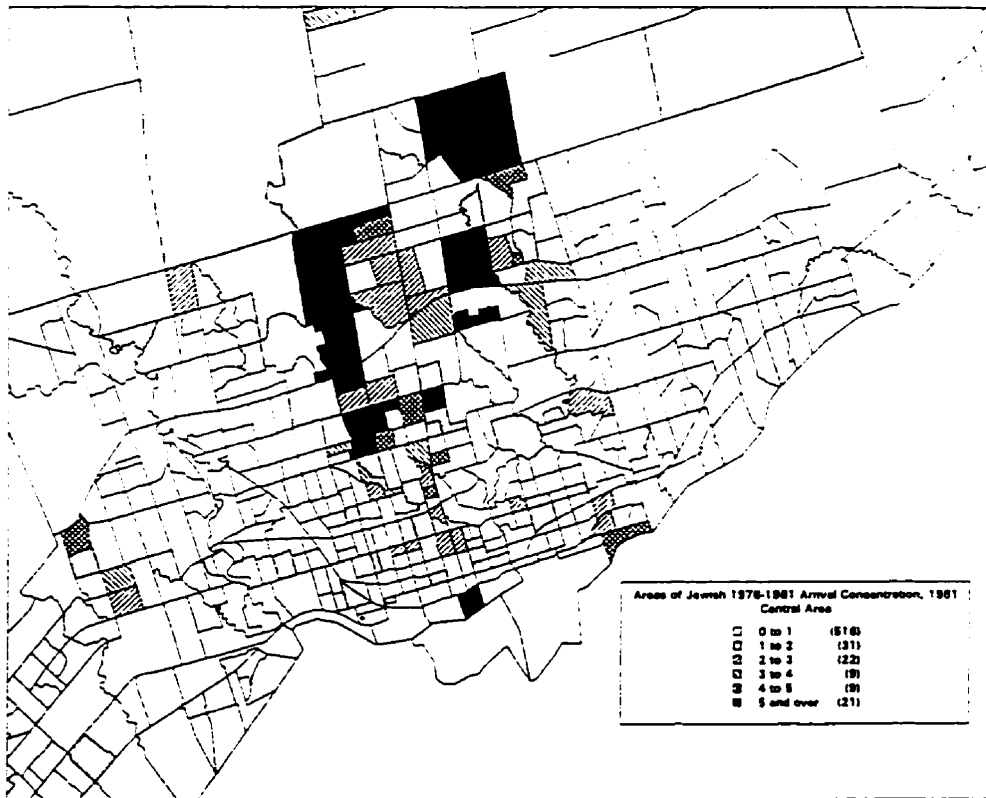 Areas of Jewish 1976-1981 Arrival Concentration, 1981
Central Area
0 to 1 (516)
1 to 2 (31)
2 to 3 (22)
3 to 4 (9)
4 to 5 (9)
5 and over (21)